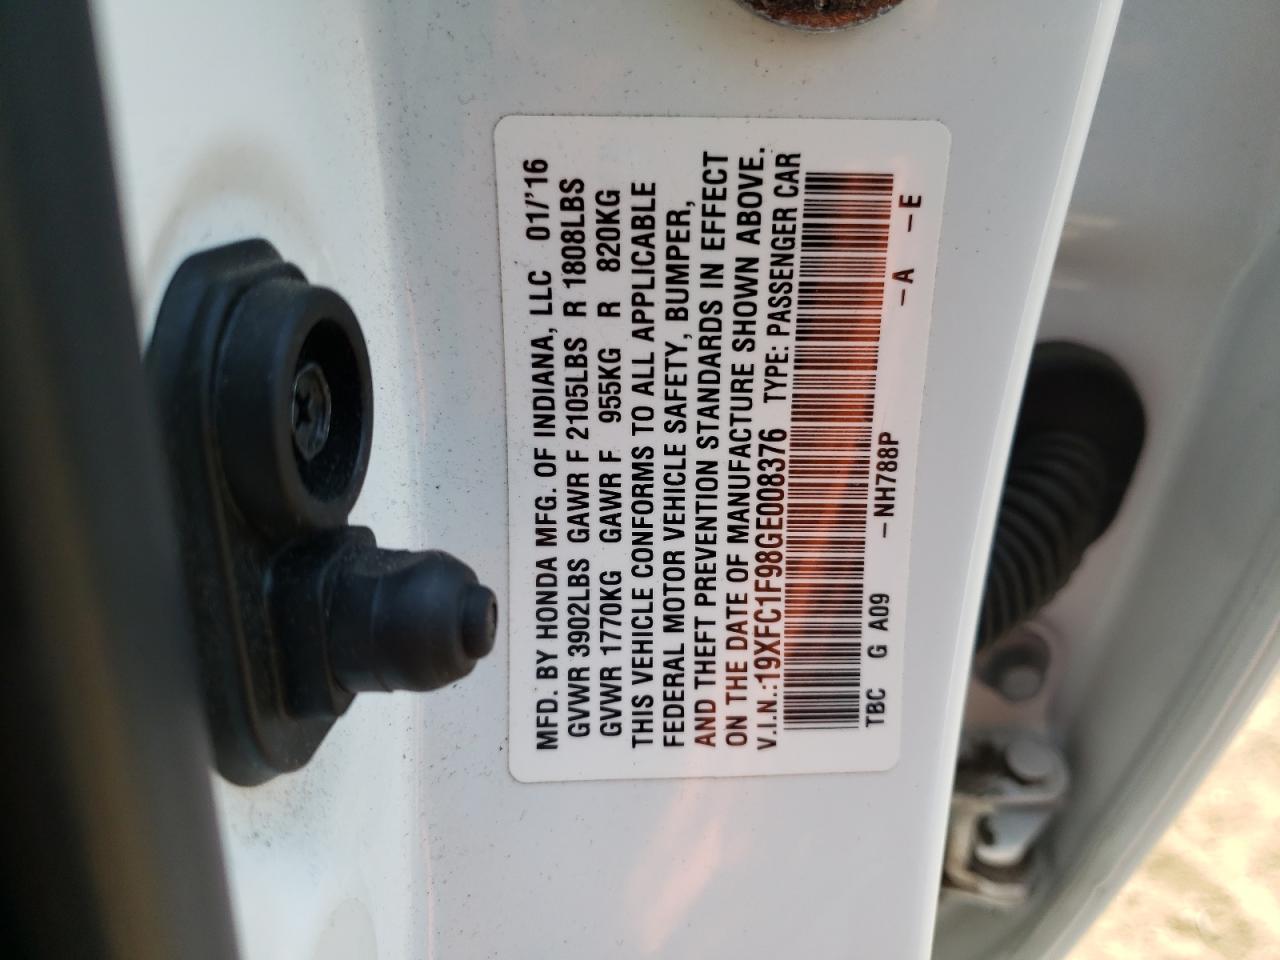 MFD. BY HONDA MFG. OF INDIANA, LLC 01/'16
GVWR 3902LBS GAWR F 2105LBS R 1808LBS
GVWR 1770KG GAWR F 955KG R 820KG
THIS VEHICLE CONFORMS TO ALL APPLICABLE
FEDERAL MOTOR VEHICLE SAFETY, BUMPER,
AND THEFT PREVENTION STANDARDS IN EFFECT
ON THE DATE OF MANUFACTURE SHOWN ABOVE.
V.I.N.:19XFC1F98GE008376 TYPE: PASSENGER CAR
TBC G A09 -NH788P -A -E